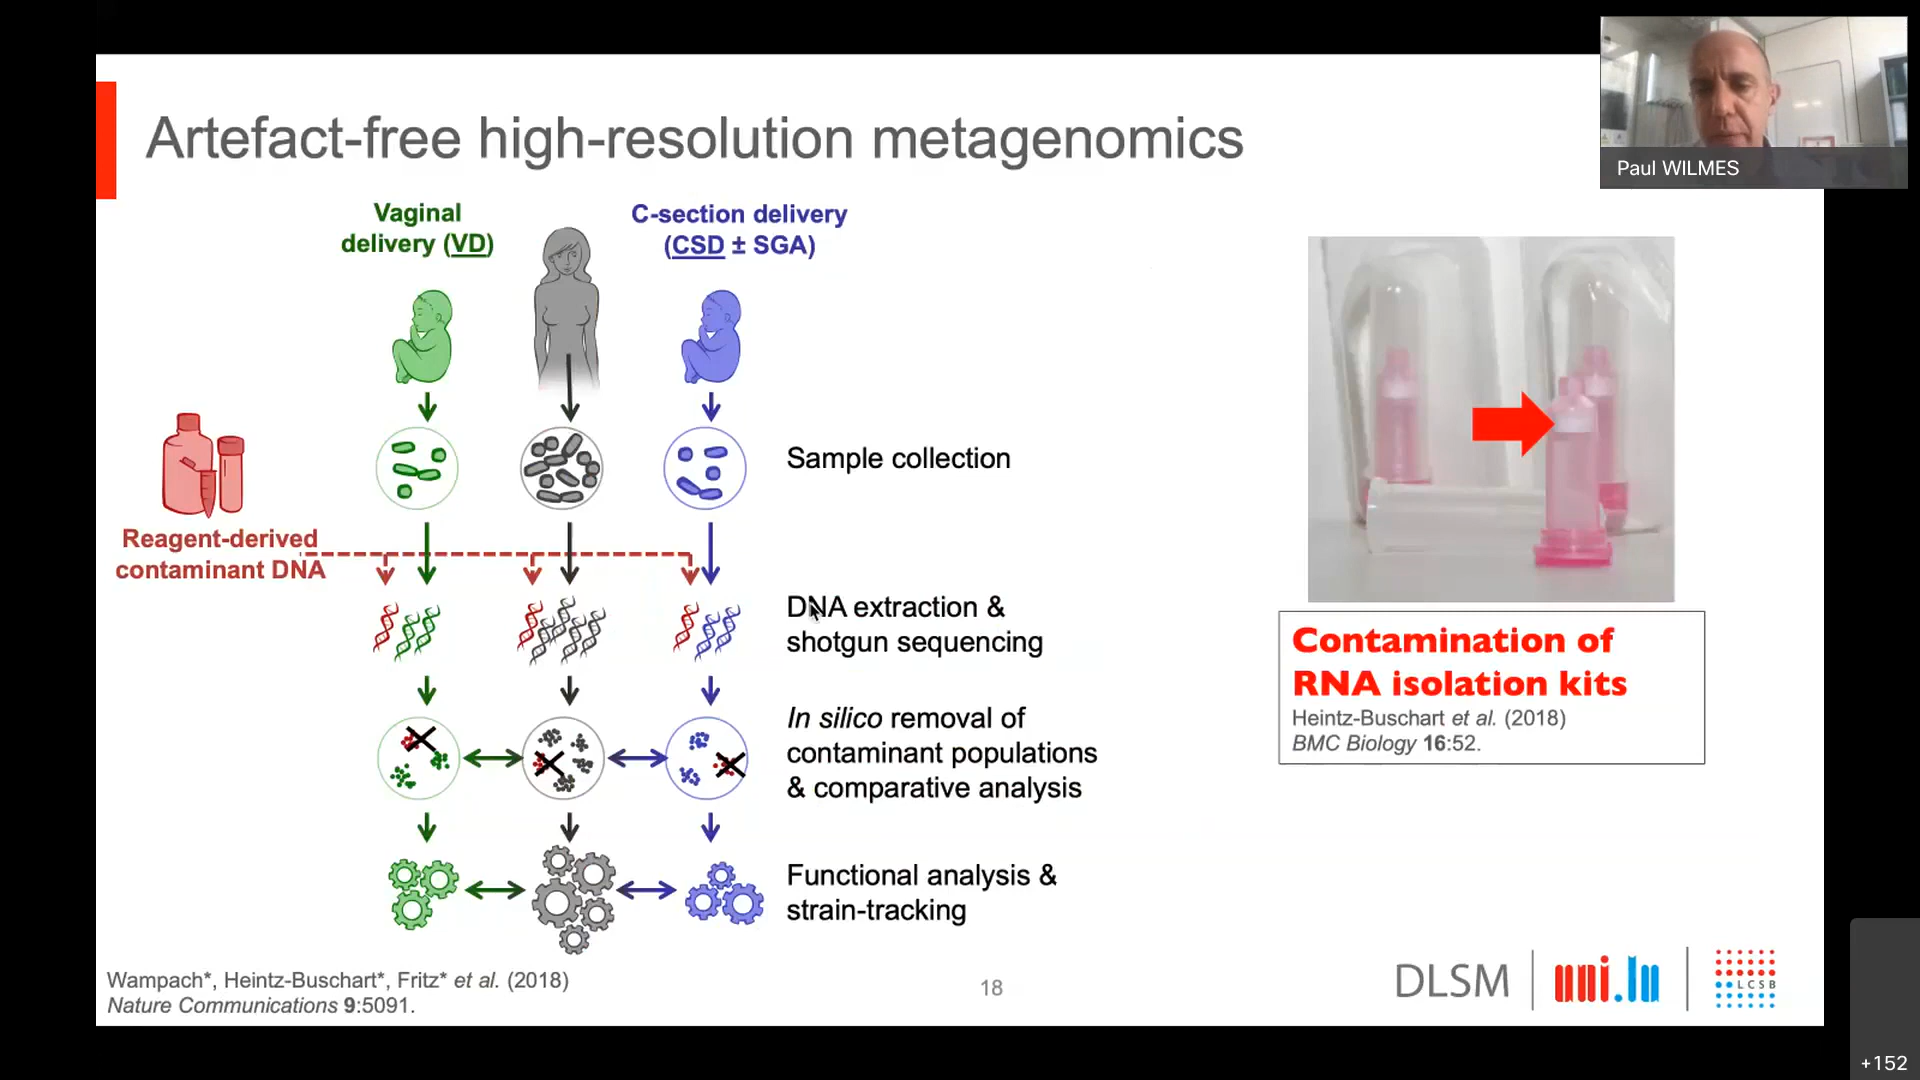 Paul WILMES
Artefact-free high-resolution metagenomics
Vaginal
delivery (VD)
C-section delivery
(CSD ± SGA)
Sample collection
Reagent-derived
contaminant DNA
DNA extraction &
shotgun sequencing
In silico removal of
contaminant populations
& comparative analysis
Functional analysis &
strain-tracking
Contamination of
RNA isolation kits
Heintz-Buschart et al. (2018)
BMC Biology 16:52.
Wampach*, Heintz-Buschart*, Fritz* et al. (2018)
Nature Communications 9:5091.
18
DLSM
uni.lu
LCSB
+152